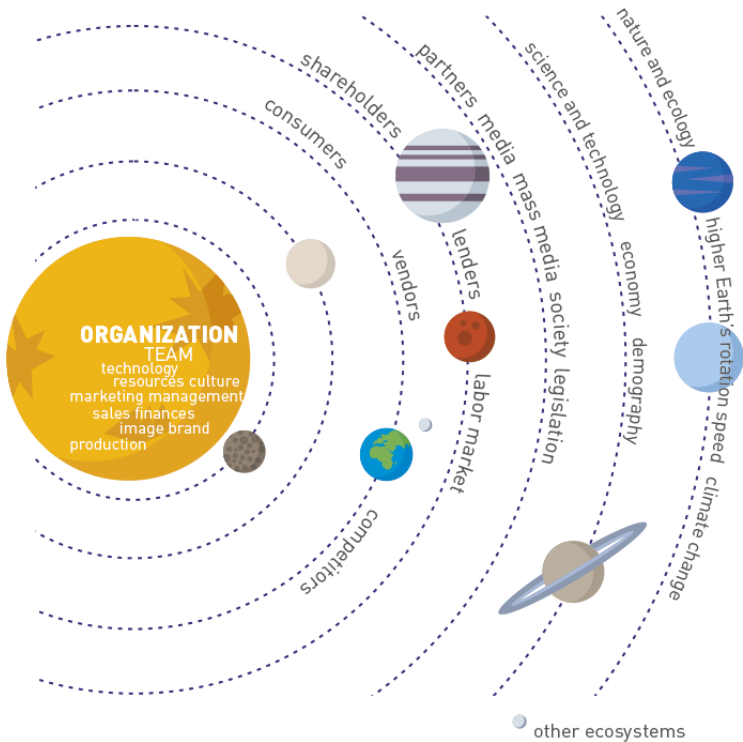 ORGANIZATION
TEAM
technology
resources culture
marketing management
sales finances
image brand
production
consumers
vendors
competitors
shareholders
lenders
labor market
partners media mass media society legislation
science and technology economy demography
nature and ecology higher Earth's rotation speed climate change
other ecosystems